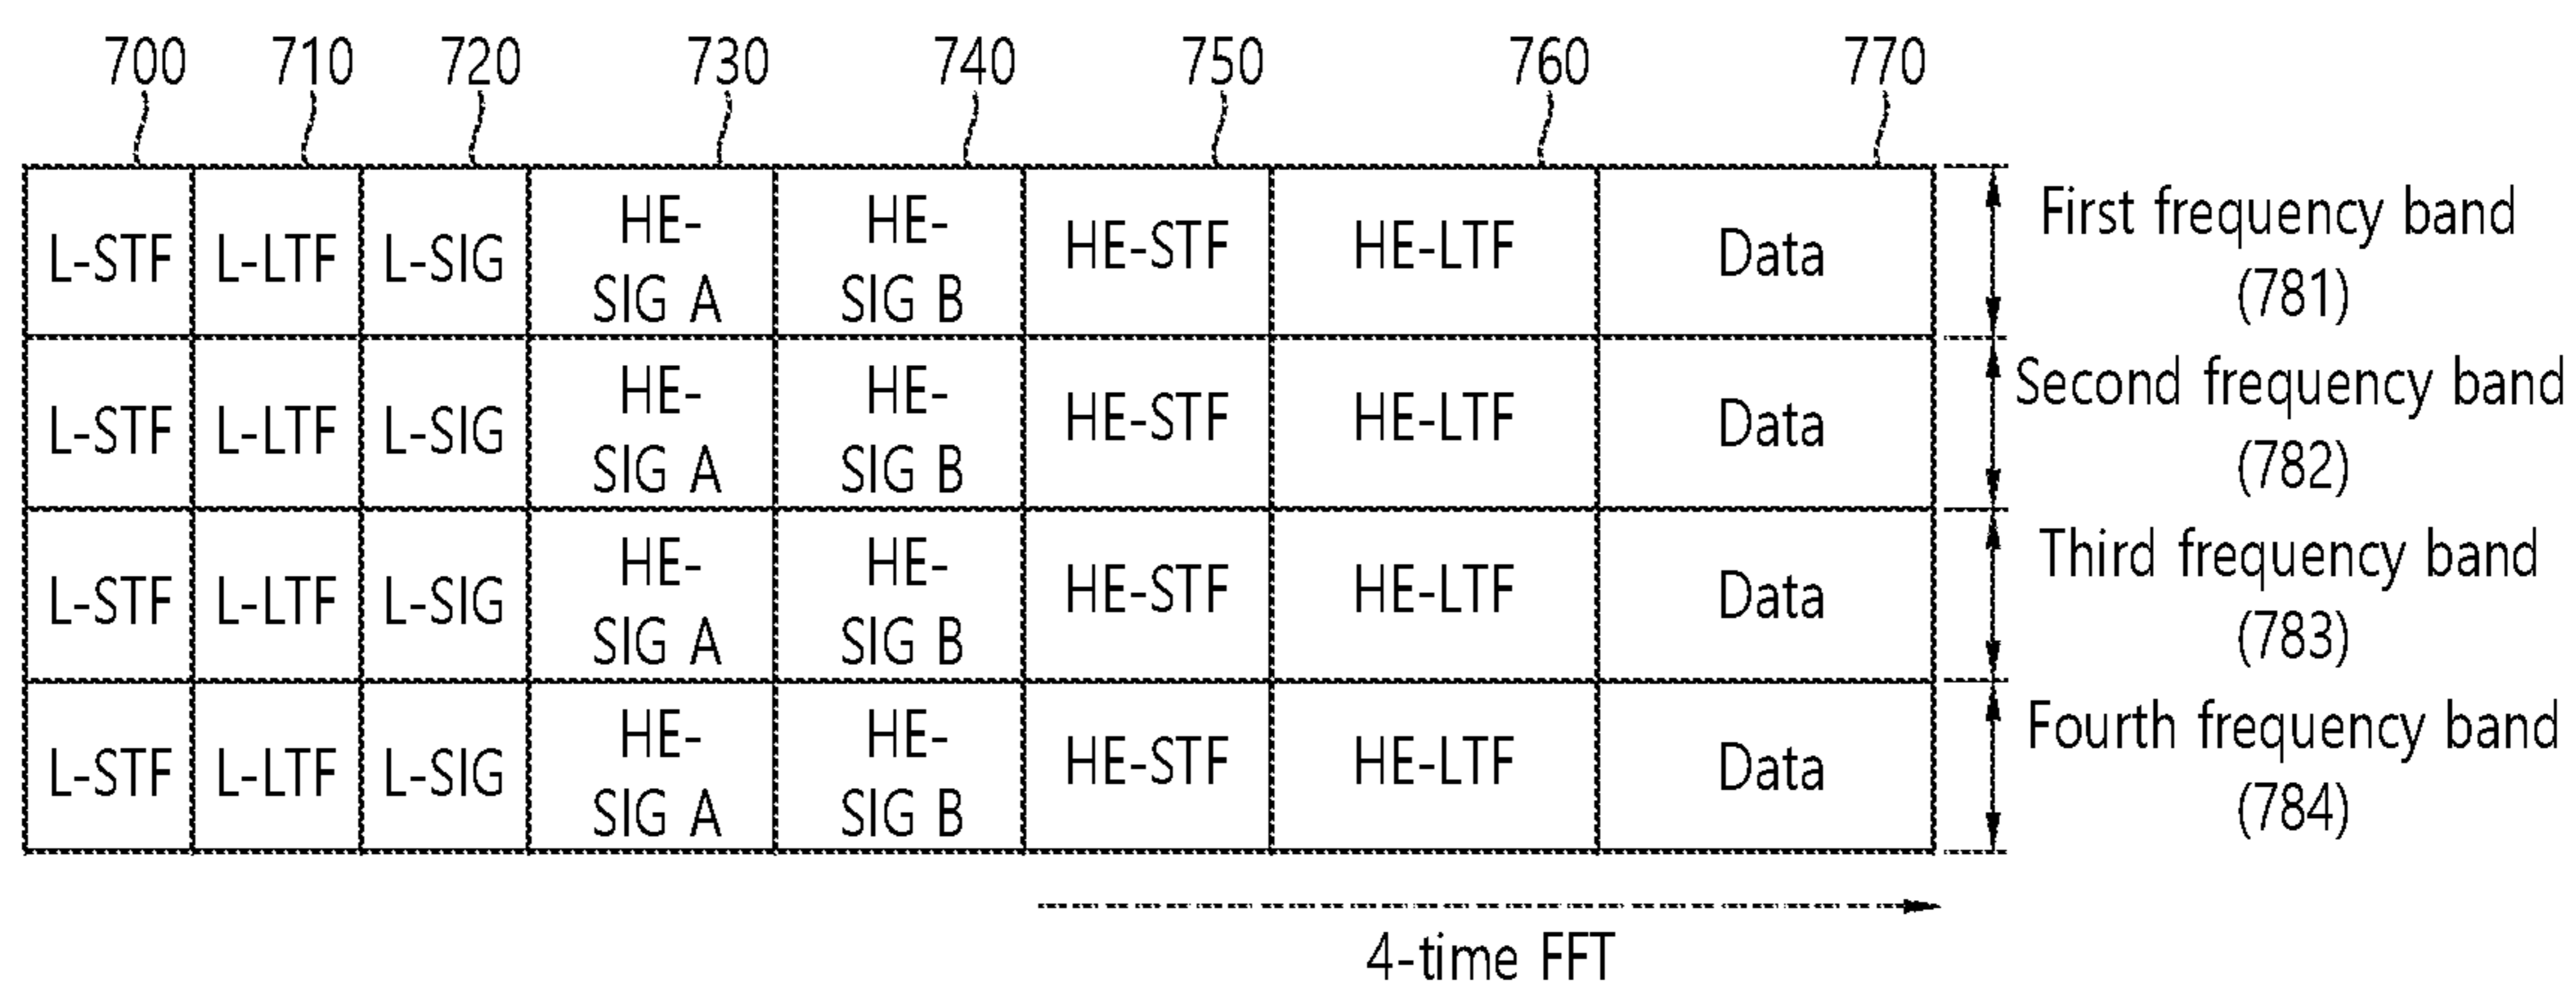 700 710 720 730 740 750 760 770
L-STF L-LTF L-SIG HE-SIG A HE-SIG B HE-STF HE-LTF Data First frequency band (781)
L-STF L-LTF L-SIG HE-SIG A HE-SIG B HE-STF HE-LTF Data Second frequency band (782)
L-STF L-LTF L-SIG HE-SIG A HE-SIG B HE-STF HE-LTF Data Third frequency band (783)
L-STF L-LTF L-SIG HE-SIG A HE-SIG B HE-STF HE-LTF Data Fourth frequency band (784)
4-time FFT